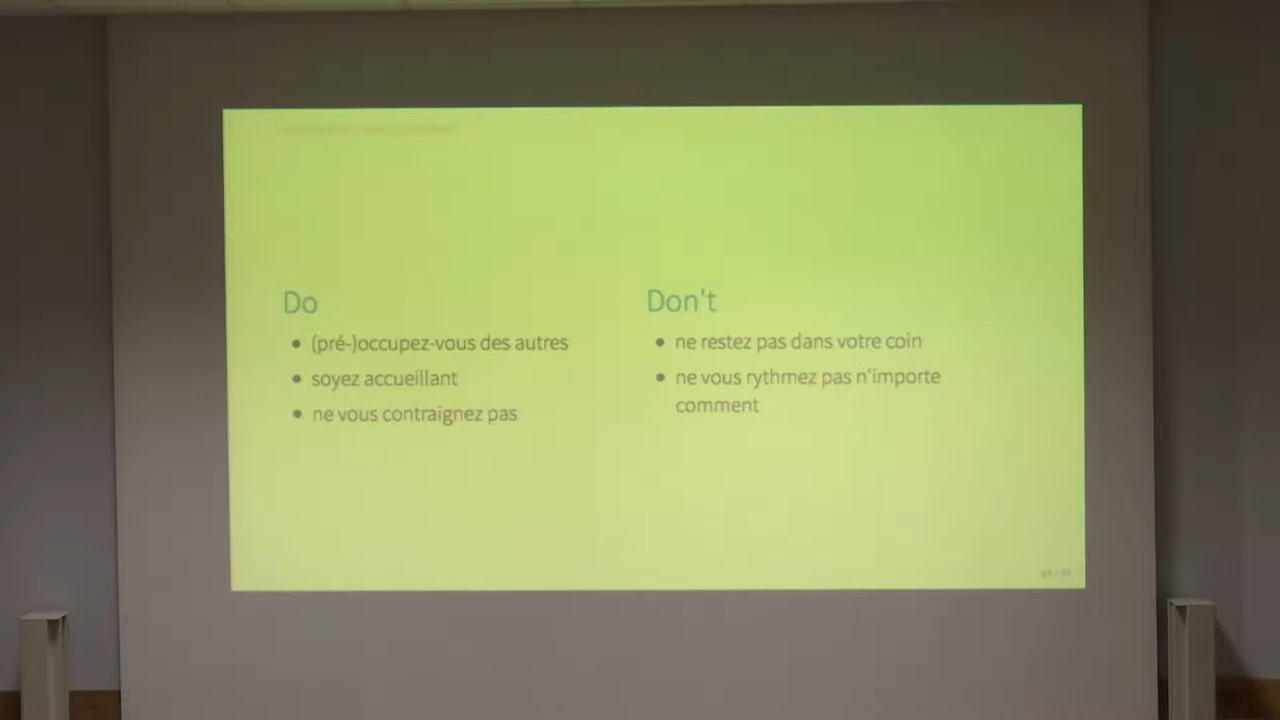 Do
• (pré-)occupez-vous des autres
• soyez accueillant
• ne vous contraignez pas
Don't
• ne restez pas dans votre coin
• ne vous rythmez pas n'importe
comment